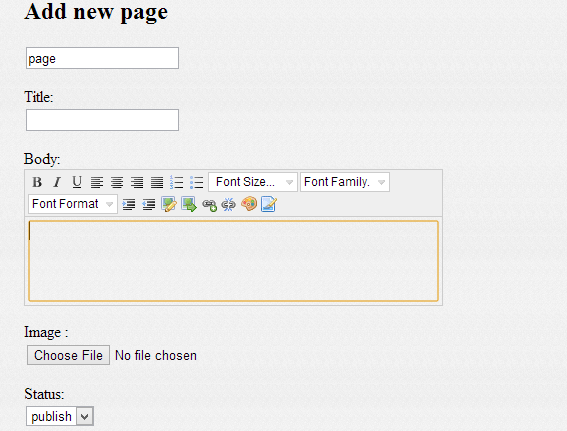 Add new page
page
Title:
Body:
B I U Font Size... Font Family.
Font Format
Image :
Choose File No file chosen
Status:
publish